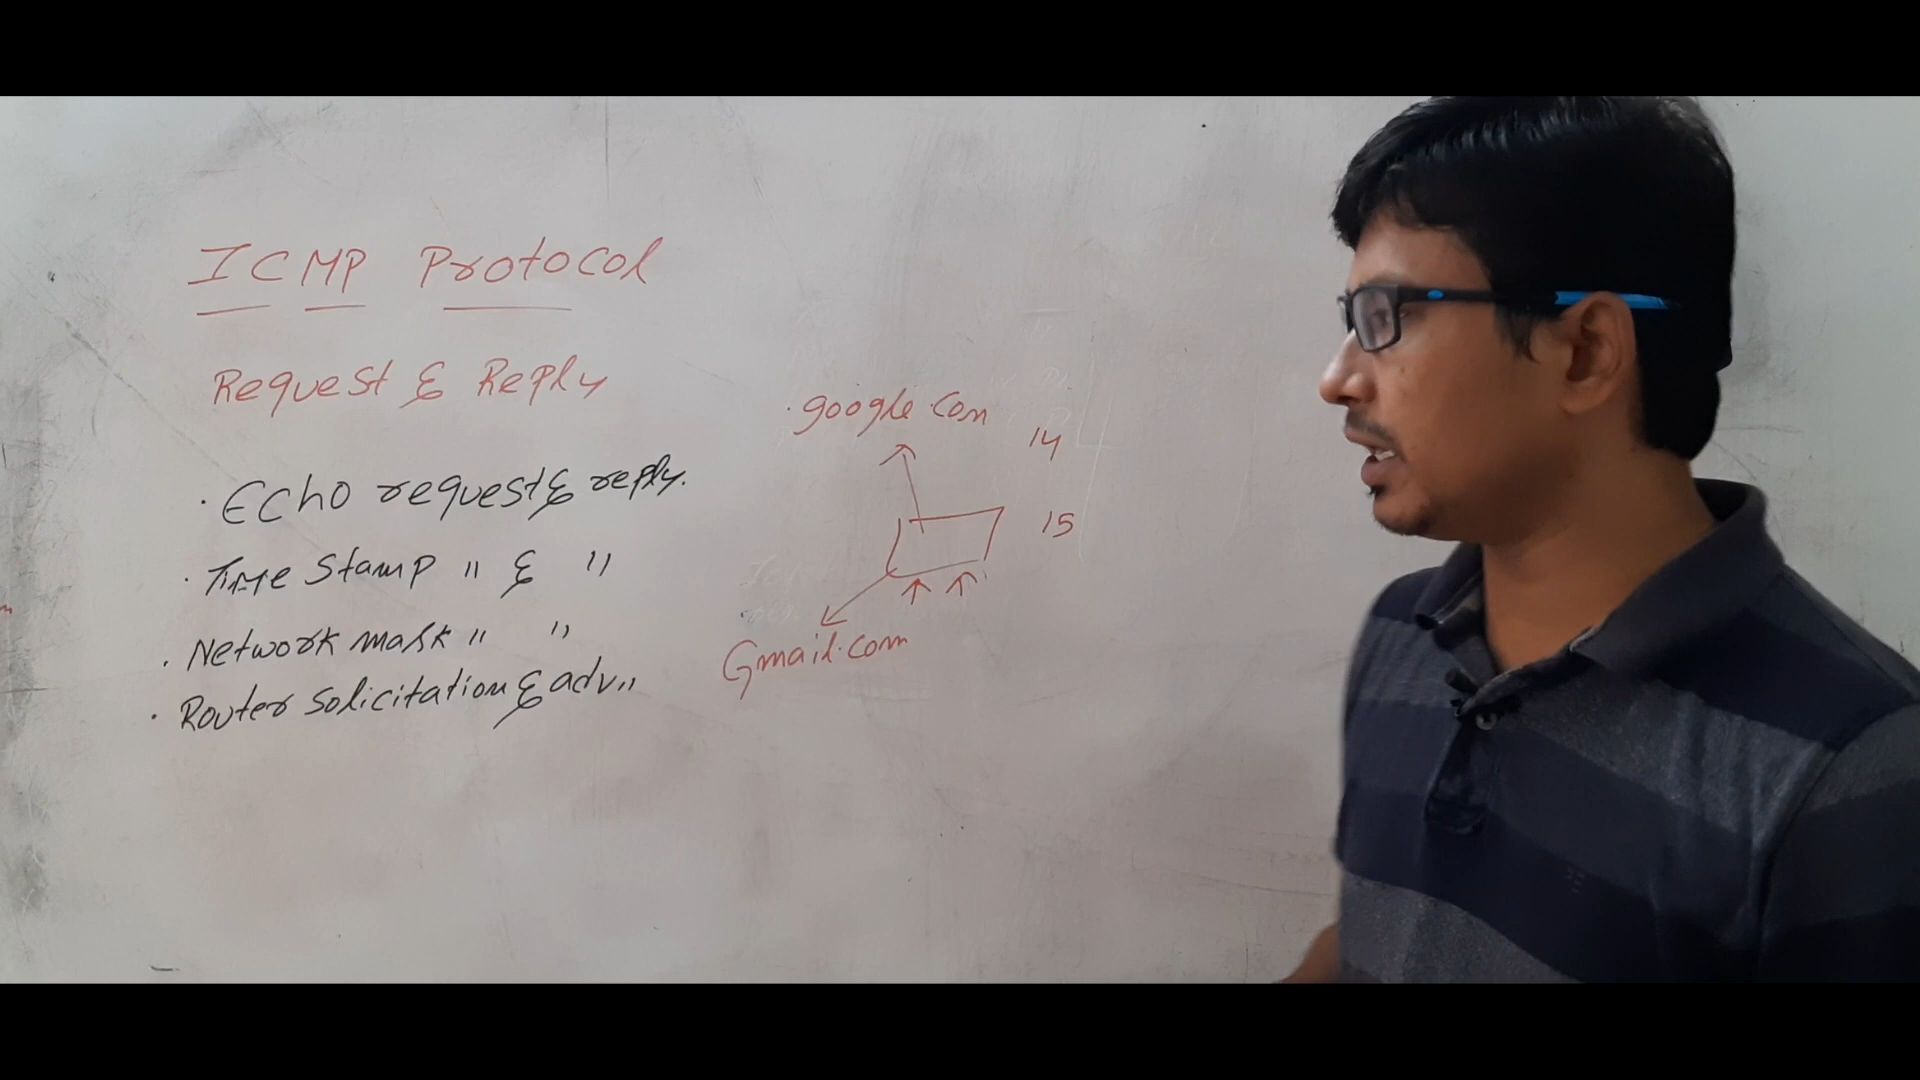 ICMP Protocol
Request & Reply
. Echo request & reply.
. Time Stamp " & "
. Network mask " "
. Router Solicitation & adv"
.google.com
14
15
Gmail.com